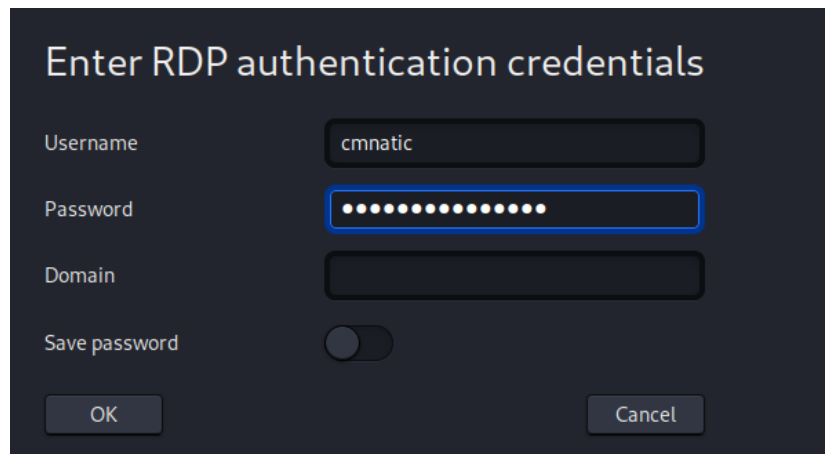 Enter RDP authentication credentials
Username cmnatic
Password ●●●●●●●●●●●●●●●
Domain
Save password
OK Cancel